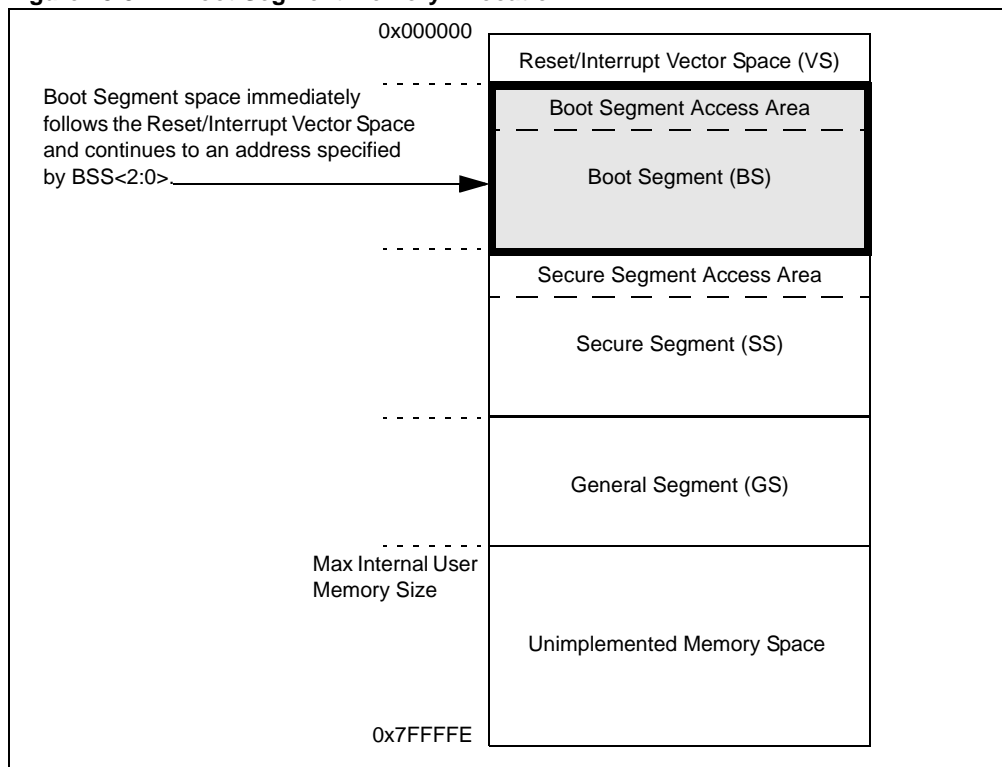 0x000000
Reset/Interrupt Vector Space (VS)
Boot Segment space immediately
follows the Reset/Interrupt Vector Space
and continues to an address specified
by BSS<2:0>.
Boot Segment Access Area
Boot Segment (BS)
Secure Segment Access Area
Secure Segment (SS)
General Segment (GS)
Max Internal User
Memory Size
Unimplemented Memory Space
0x7FFFFE